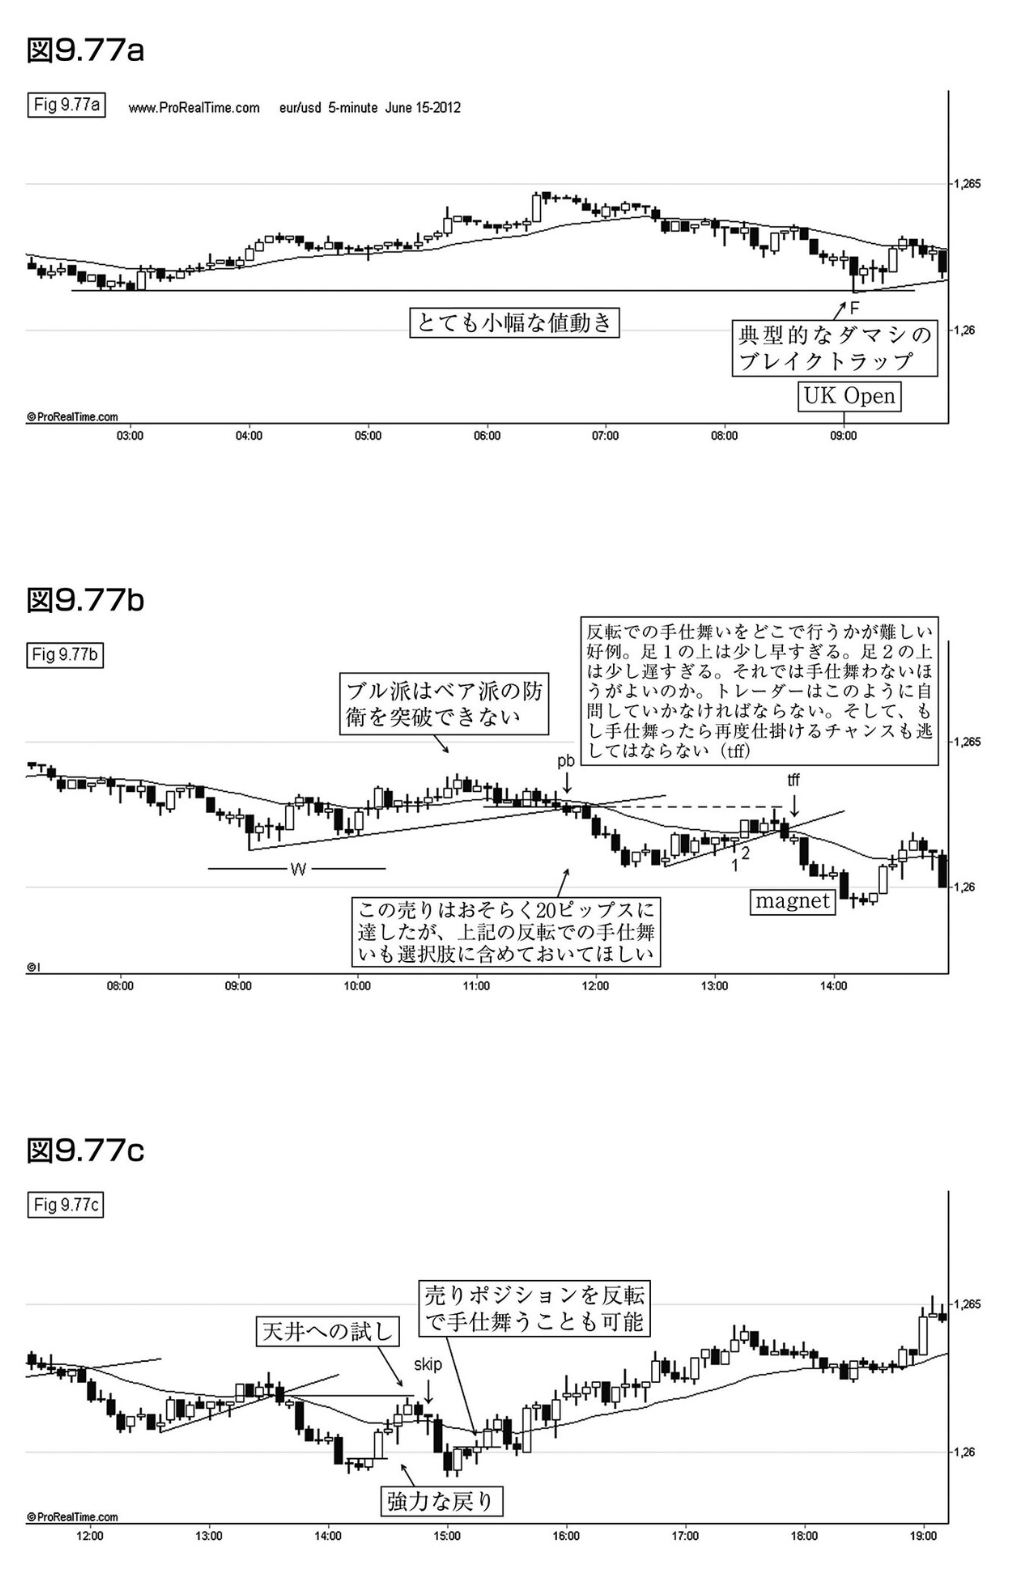 図9.77a
Fig 9.77a www.ProRealTime.com eur/usd 5-minute June 15-2012
1,265
とても小幅な値動き
F
1,26
典型的なダマシの
ブレイクトラップ
UK Open
©ProRealTime.com
03:00 04:00 05:00 06:00 07:00 08:00 09:00
図9.77b
Fig 9.77b
反転での手仕舞いをどこで行うかが難しい
好例。足１の上は少し早すぎる。足２の上
は少し遅すぎる。それでは手仕舞わないほ
うがよいのか。トレーダーはこのように自
問していかなければならない。そして、も
し手仕舞ったら再度仕掛けるチャンスも逃
してはならない（tff）
ブル派はベア派の防
衛を突破できない
1,265
pb
tff
W
1 2
1,26
magnet
この売りはおそらく20ピップスに
達したが、上記の反転での手仕舞
いも選択肢に含めておいてほしい
©I
08:00 09:00 10:00 11:00 12:00 13:00 14:00
図9.77c
Fig 9.77c
売りポジションを反転
で手仕舞うことも可能
1,265
天井への試し
skip
1,26
強力な戻り
©ProRealTime.com
12:00 13:00 14:00 15:00 16:00 17:00 18:00 19:00